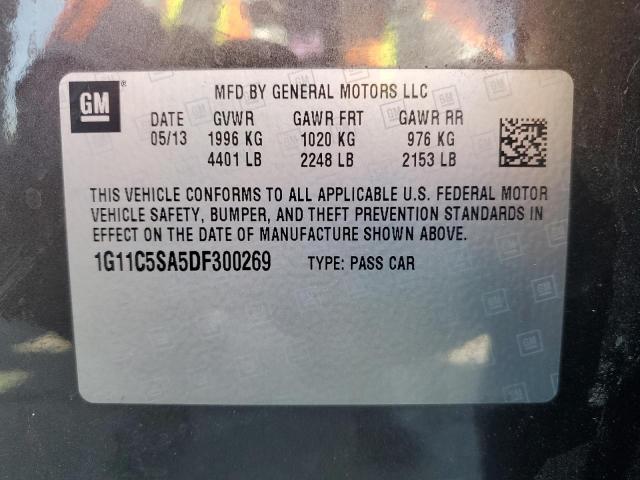 GM® MFD BY GENERAL MOTORS LLC
DATE GVWR GAWR FRT GAWR RR
05/13 1996 KG 1020 KG 976 KG
4401 LB 2248 LB 2153 LB
THIS VEHICLE CONFORMS TO ALL APPLICABLE U.S. FEDERAL MOTOR
VEHICLE SAFETY, BUMPER, AND THEFT PREVENTION STANDARDS IN
EFFECT ON THE DATE OF MANUFACTURE SHOWN ABOVE.
1G11C5SA5DF300269 TYPE: PASS CAR